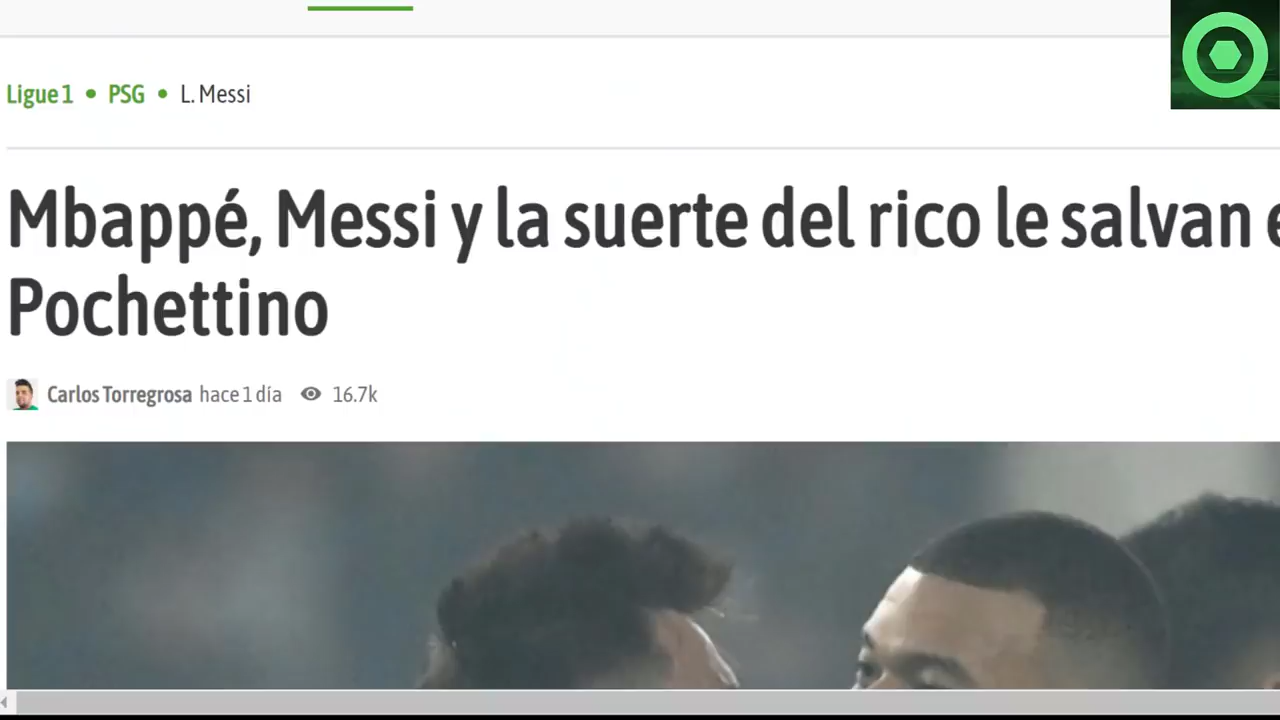 Ligue 1 • PSG • L. Messi
Mbappé, Messi y la suerte del rico le salvan
Pochettino
Carlos Torregrosa hace 1 día 16.7k